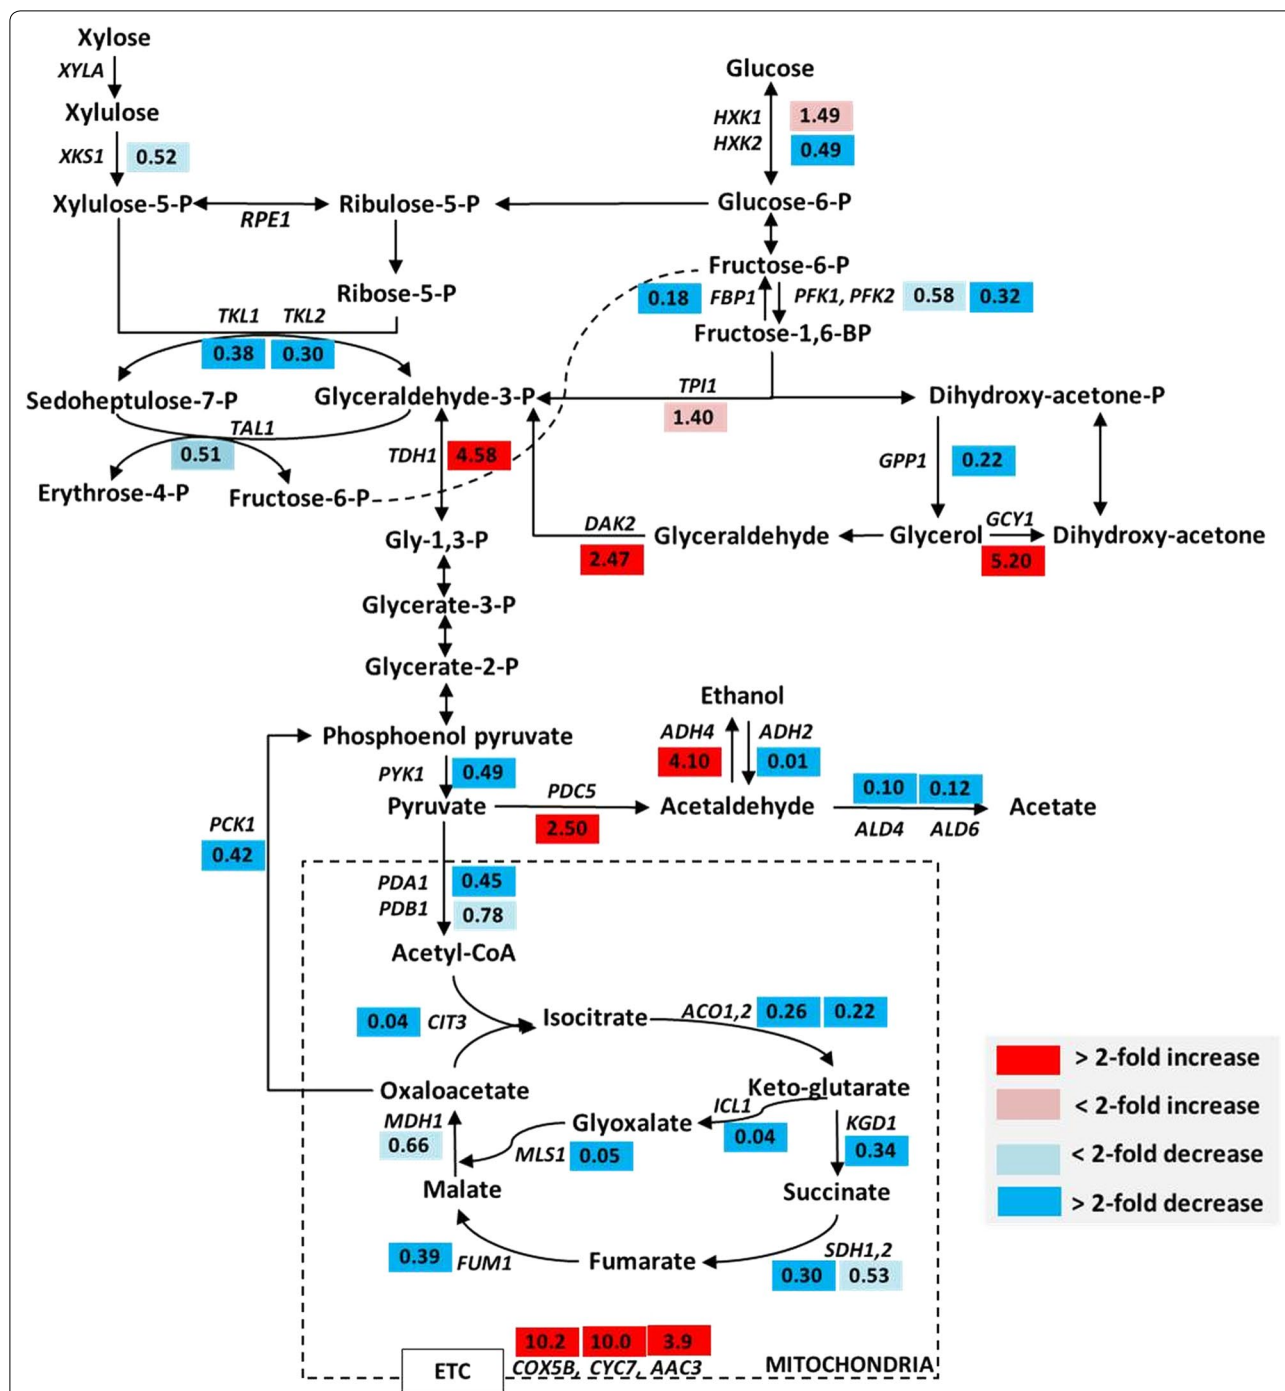 Xylose
XYLA
Xylulose
XKS1 0.52
Glucose
HXK1 1.49
HXK2 0.49
Xylulose-5-P Ribulose-5-P Glucose-6-P
RPE1
Fructose-6-P
0.18 FBP1 PFK1, PFK2 0.58 0.32
Ribose-5-P
Fructose-1,6-BP
TKL1 TKL2
0.38 0.30
Sedoheptulose-7-P Glyceraldehyde-3-P TPI1 Dihydroxy-acetone-P
1.40
TAL1
0.51
TDH1 4.58
GPP1 0.22
Erythrose-4-P Fructose-6-P
Gly-1,3-P DAK2 Glyceraldehyde Glycerol GCY1 Dihydroxy-acetone
2.47 5.20
Glycerate-3-P
Glycerate-2-P
Ethanol
Phosphoenol pyruvate ADH4 ADH2
4.10 0.01
PYK1 0.49
Pyruvate PDC5 Acetaldehyde 0.10 0.12 Acetate
2.50 ALD4 ALD6
PCK1
0.42
PDA1 0.45
PDB1 0.78
Acetyl-CoA
0.04 CIT3 Isocitrate ACO1,2 0.26 0.22
Oxaloacetate Keto-glutarate
MDH1 Glyoxalate ICL1 KGD1
0.66 MLS1 0.05 0.04 0.34
Malate Succinate
0.39 FUM1 Fumarate SDH1,2
0.30 0.53
10.2 10.0 3.9
ETC COX5B, CYC7, AAC3 MITOCHONDRIA
> 2-fold increase
< 2-fold increase
< 2-fold decrease
> 2-fold decrease